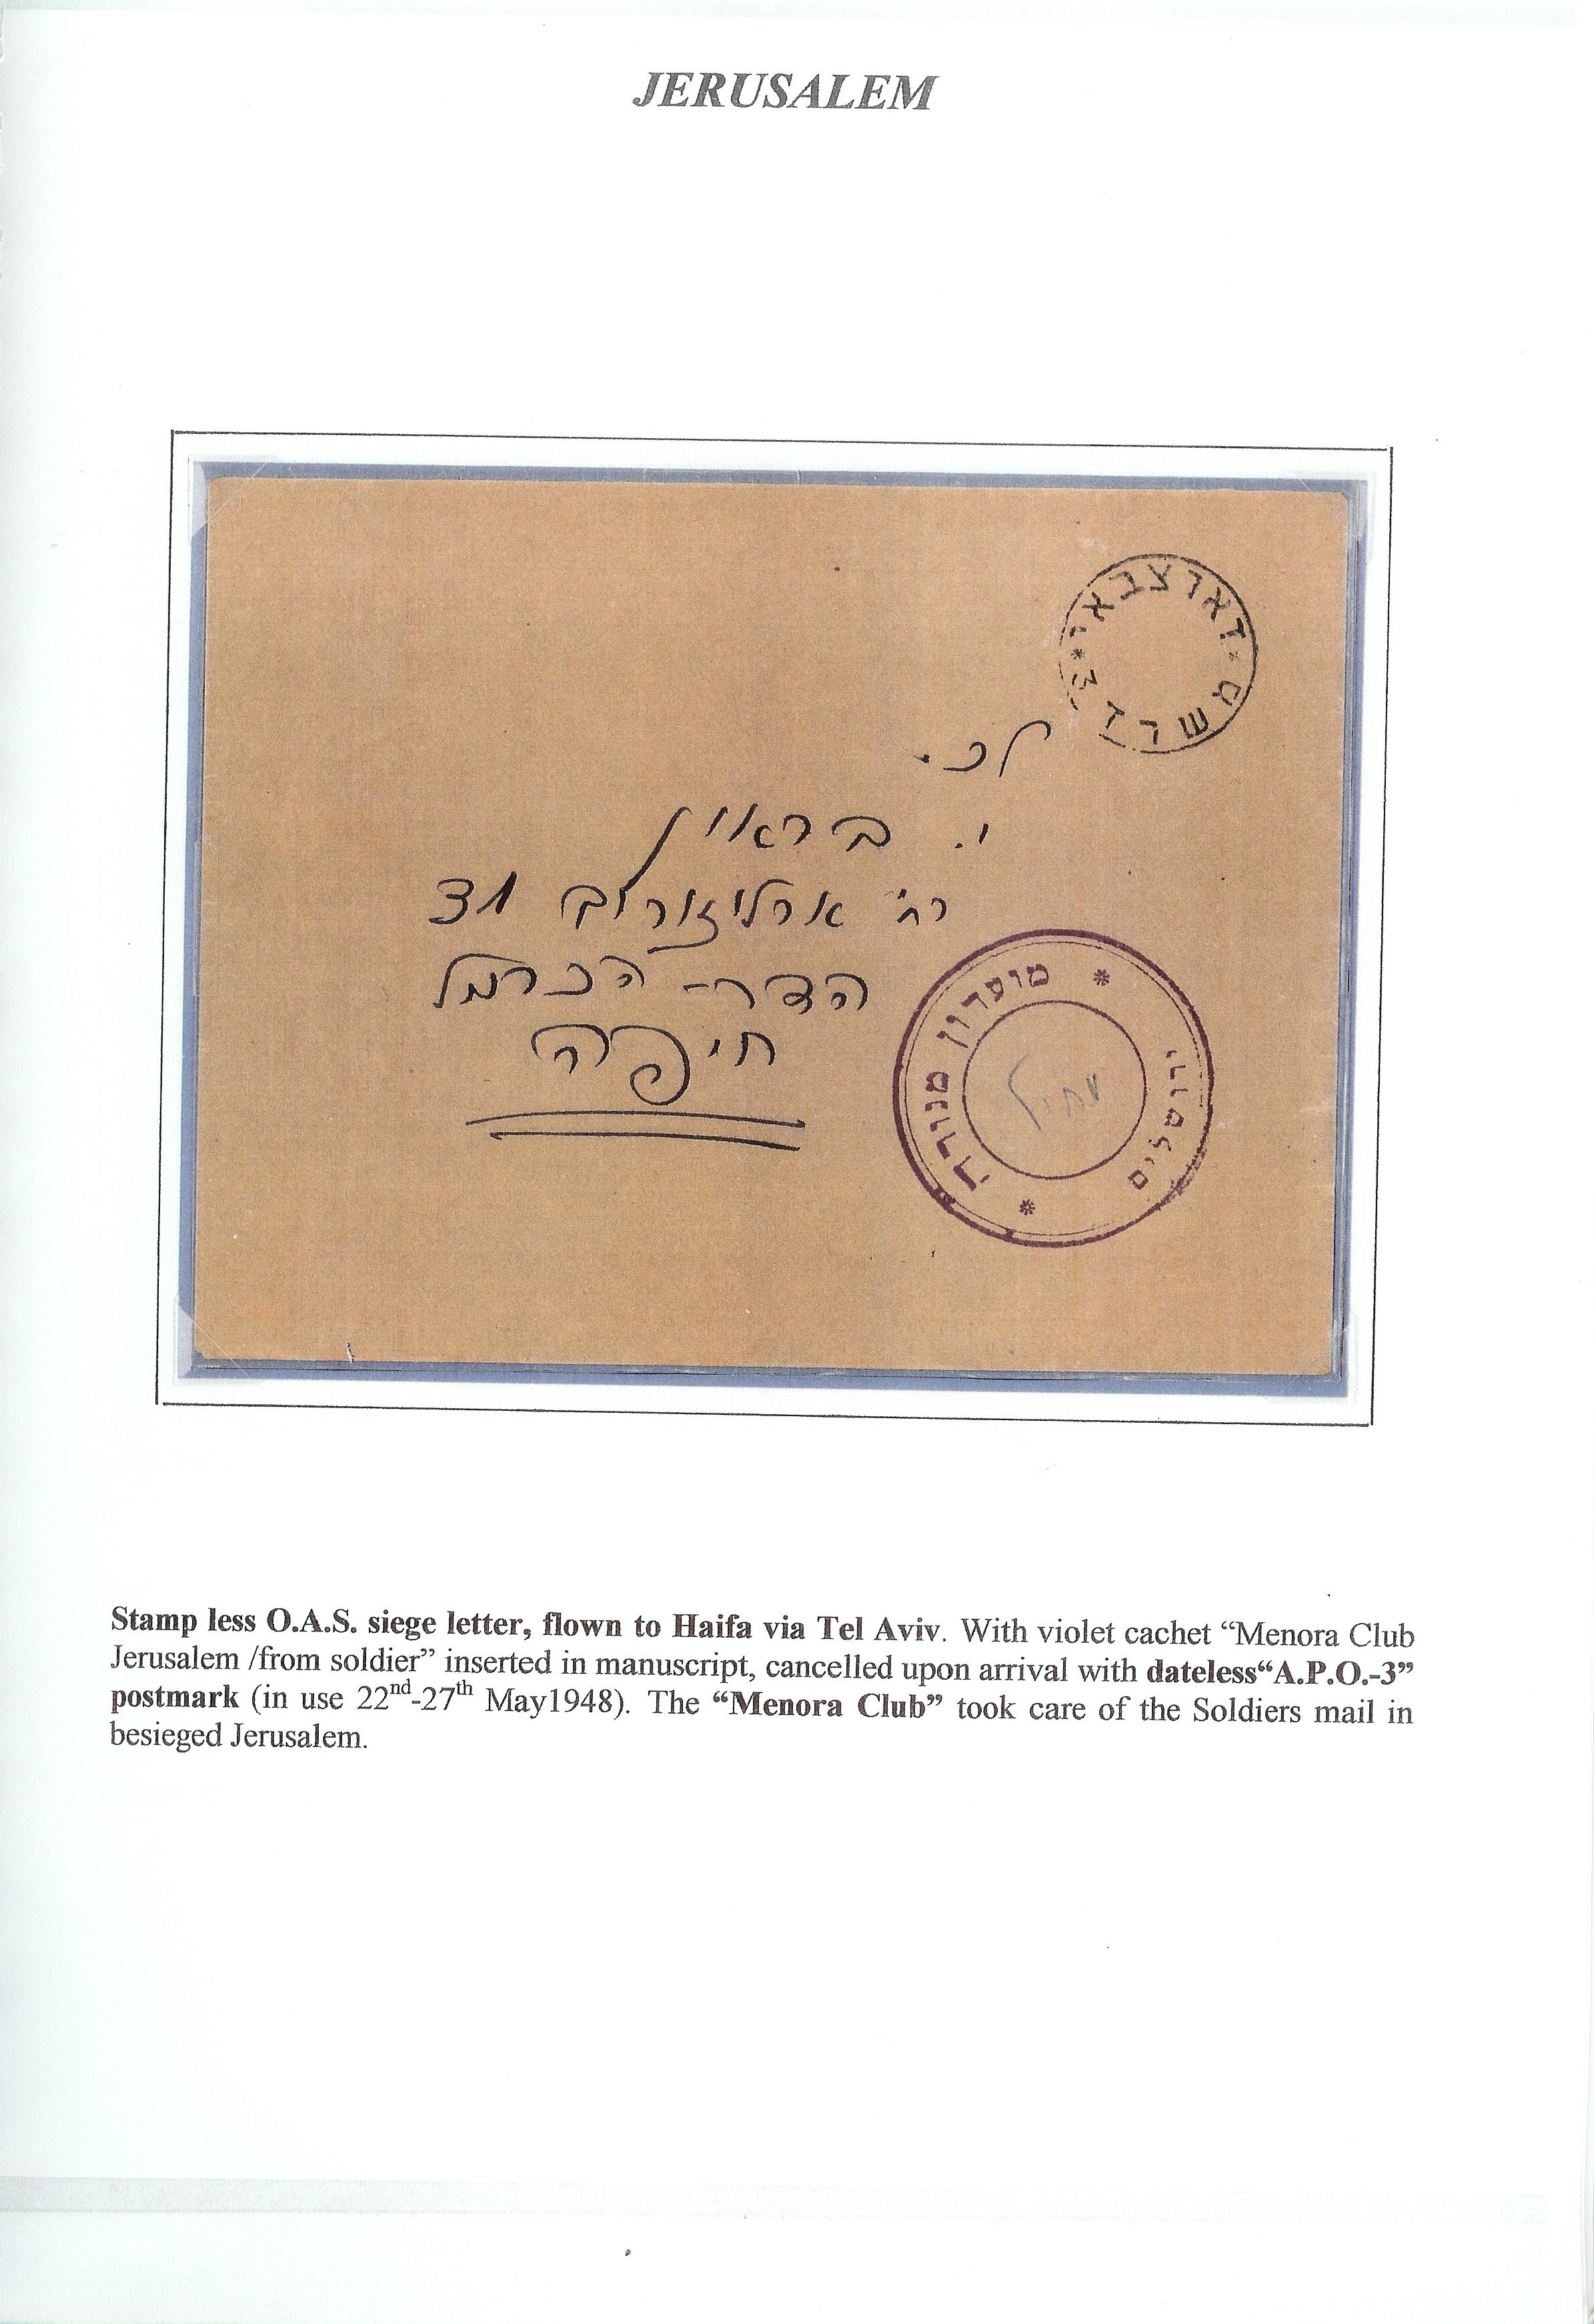 JERUSALEM
דאר צבאי
משרד 3
לכ.
י. בראון
רח' ארלוזורוב 31
הדר-הכרמל
חיפה
מועדון מנורה
ירושלים
Stamp less O.A.S. siege letter, flown to Haifa via Tel Aviv. With violet cachet “Menora Club
Jerusalem /from soldier” inserted in manuscript, cancelled upon arrival with dateless“A.P.O.-3”
postmark (in use 22nd-27th May1948). The “Menora Club” took care of the Soldiers mail in
besieged Jerusalem.